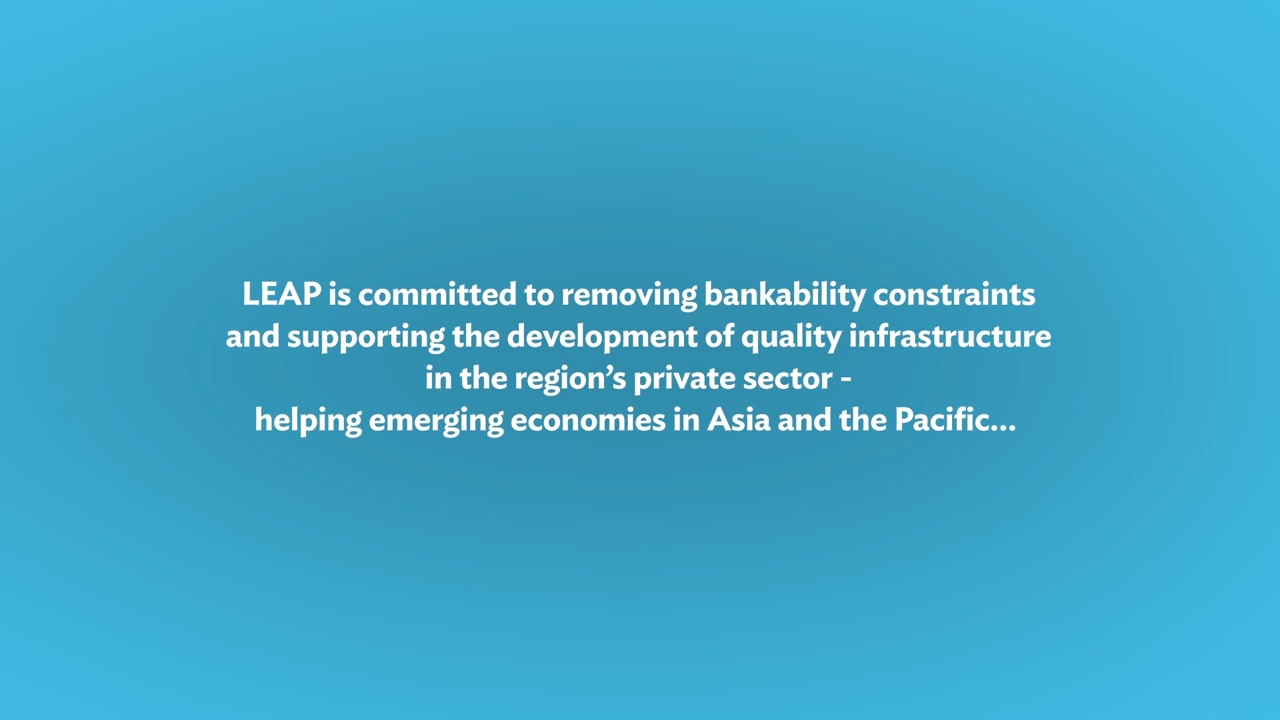 LEAP is committed to removing bankability constraints
and supporting the development of quality infrastructure
in the region’s private sector -
helping emerging economies in Asia and the Pacific...